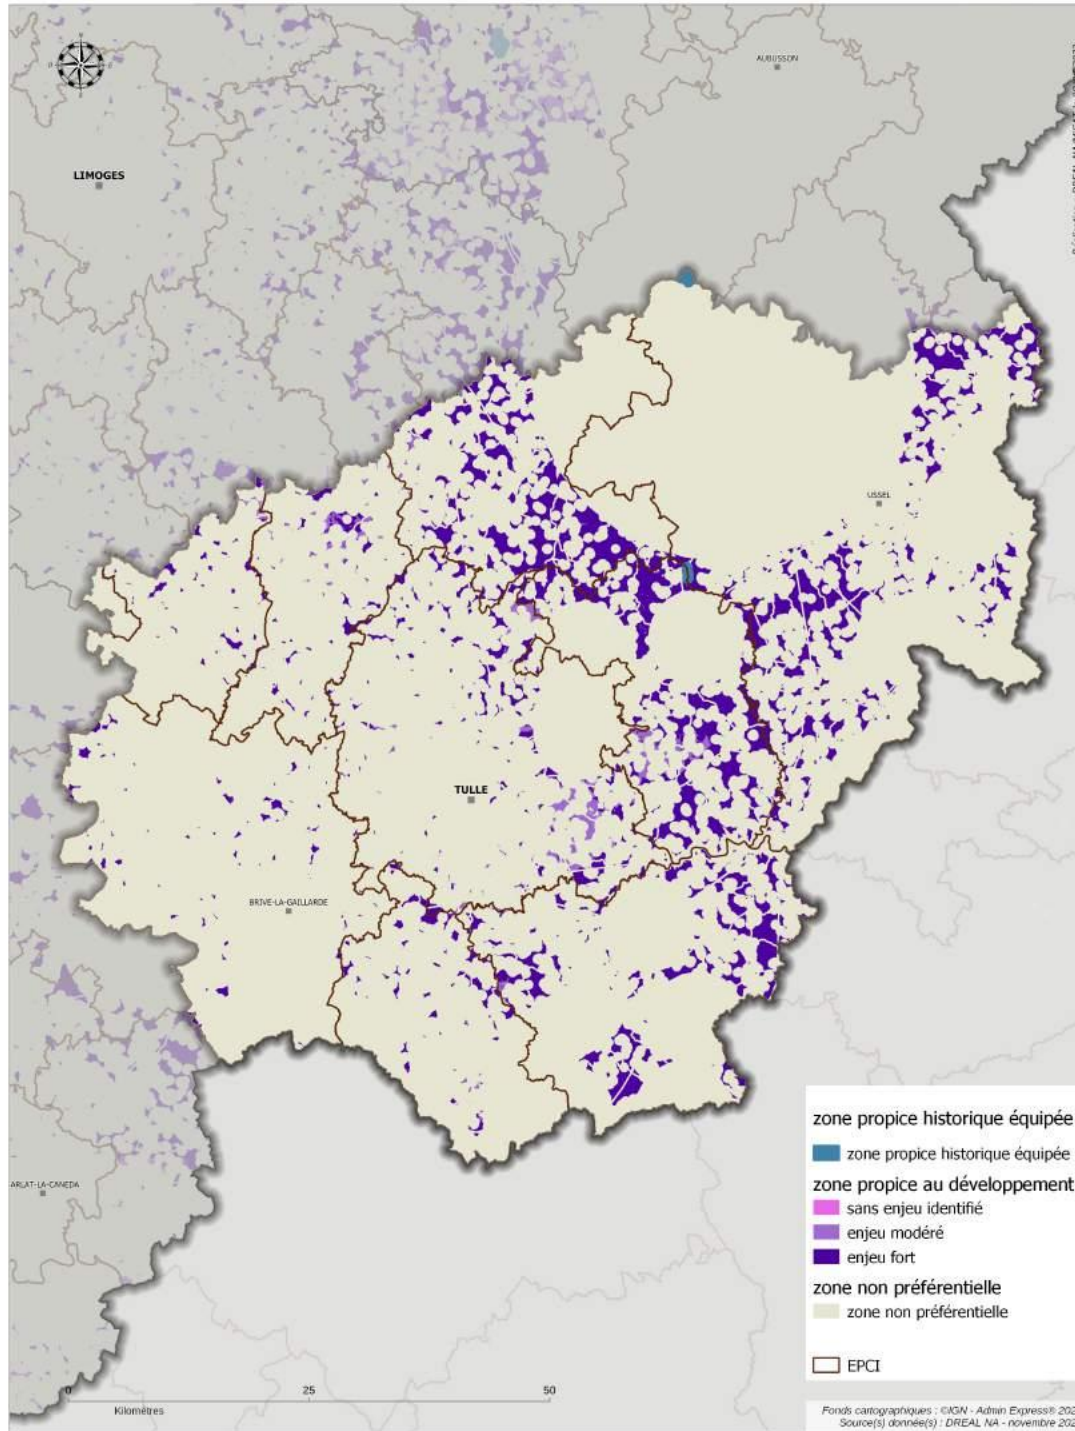 AUBUSSON
LIMOGES
USSEL
TULLE
BRIVE-LA-GAILLARDE
ARLAT-LA-CANEDA
zone propice historique équipée
zone propice historique équipée
zone propice au développement
sans enjeu identifié
enjeu modéré
enjeu fort
zone non préférentielle
zone non préférentielle
EPCI
0 25 50
Kilomètres
Fonds cartographiques : ©IGN - Admin Express® 202
Source(s) donnée(s) : DREAL NA - novembre 202